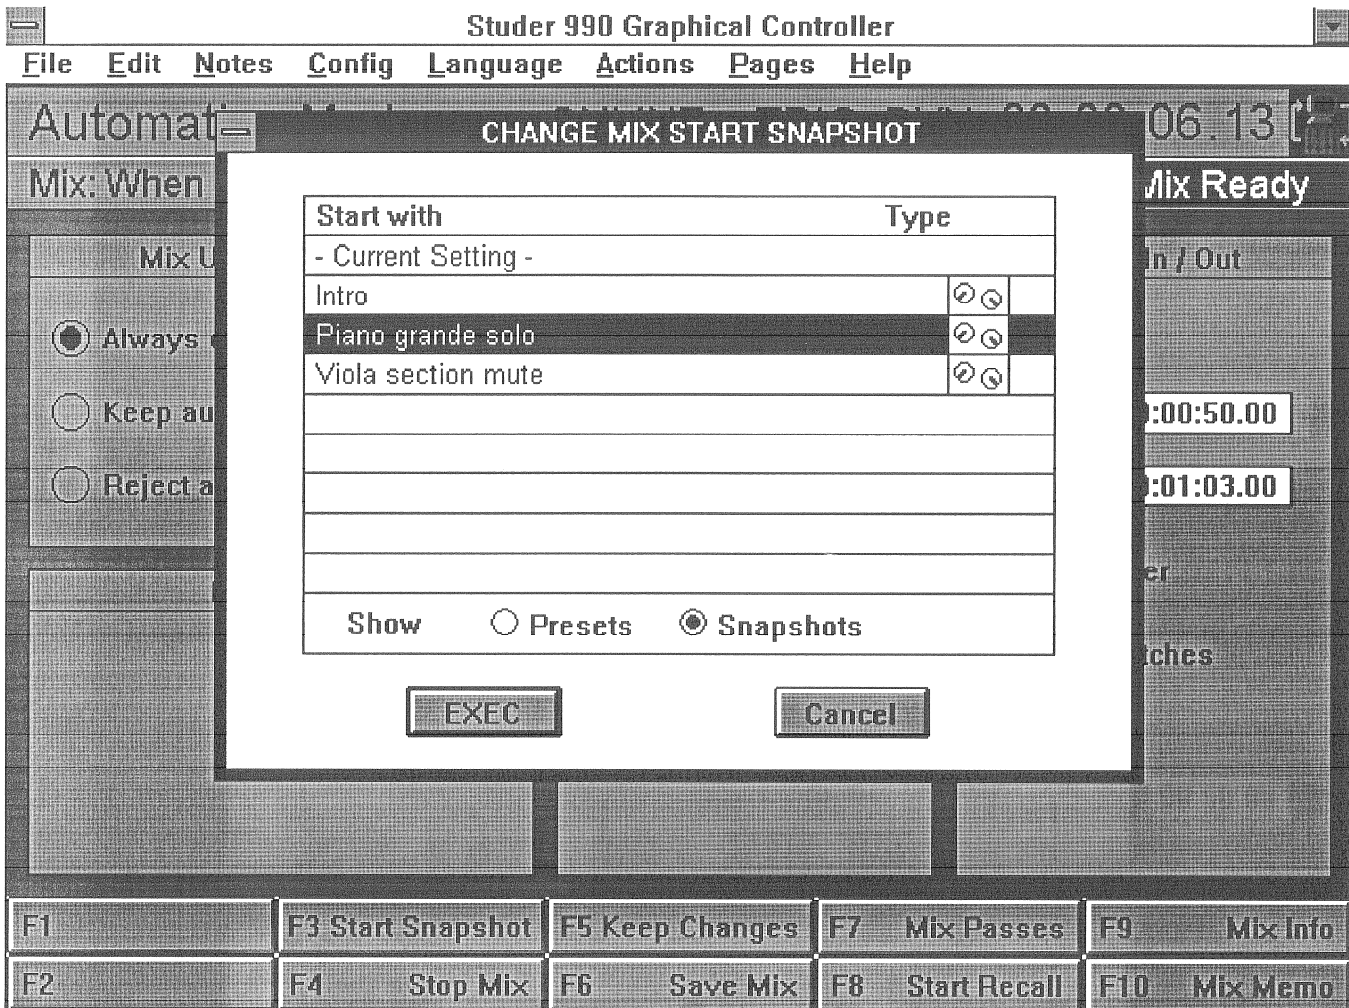 Studer 990 Graphical Controller
File Edit Notes Config Language Actions Pages Help
06.13
CHANGE MIX START SNAPSHOT
Mix: When
Mix Ready
Start with Type
- Current Setting -
Intro
Piano grande solo
Viola section mute
Show Presets Snapshots
EXEC Cancel
Mix
In / Out
Always
Keep
Reject
:00:50.00
:01:03.00
F1 F3 Start Snapshot F5 Keep Changes F7 Mix Passes F9 Mix Info
F2 F4 Stop Mix F6 Save Mix F8 Start Recall F10 Mix Memo